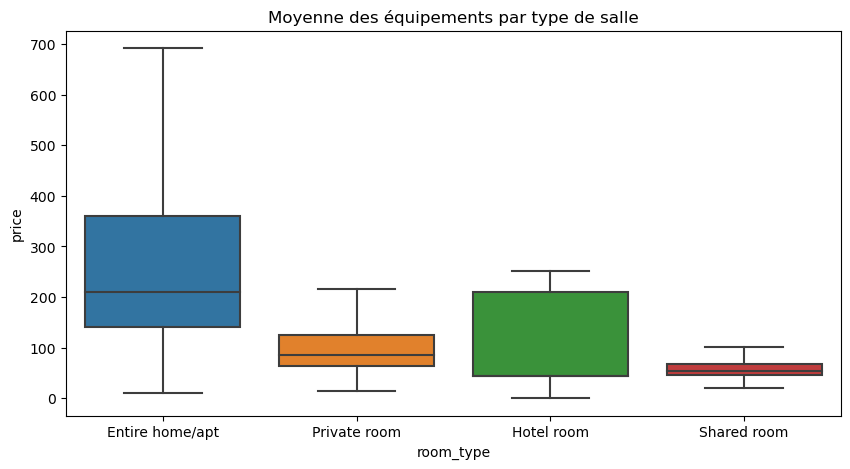 Moyenne des équipements par type de salle
700
600
500
400
300
200
100
0
price
Entire home/apt
Private room
Hotel room
Shared room
room_type